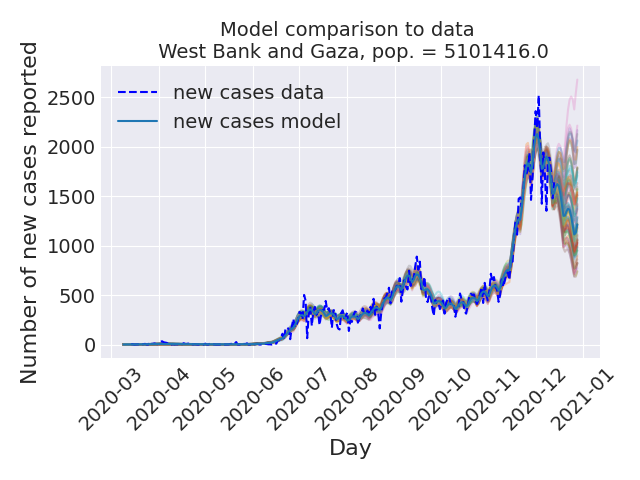 Model comparison to data
West Bank and Gaza, pop. = 5101416.0
Number of new cases reported
2500
2000
1500
1000
500
0
new cases data
new cases model
2020-03
2020-04
2020-05
2020-06
2020-07
2020-08
2020-09
2020-10
2020-11
2020-12
2021-01
Day